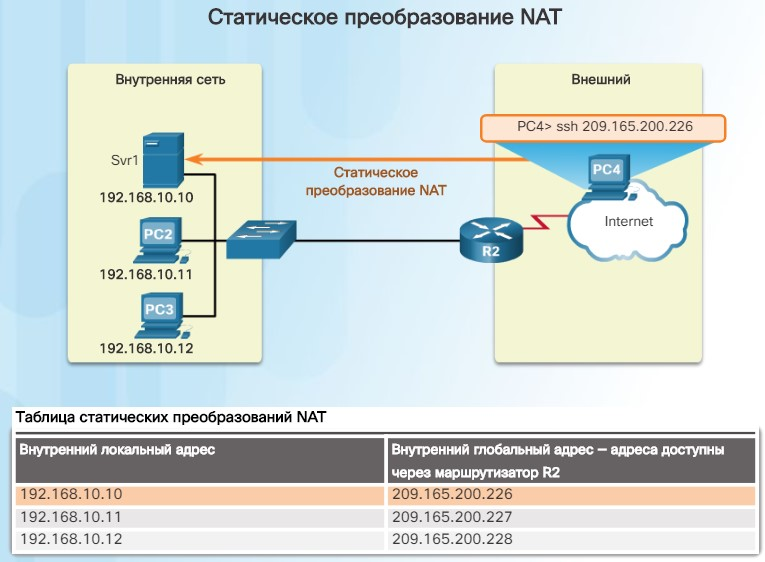 Статическое преобразование NAT
Внутренняя сеть
Внешний
PC4> ssh 209.165.200.226
Svr1
192.168.10.10
Статическое
преобразование NAT
PC4
Internet
PC2
192.168.10.11
R2
PC3
192.168.10.12
Таблица статических преобразований NAT
Внутренний локальный адрес
Внутренний глобальный адрес – адреса доступны
через маршрутизатор R2
192.168.10.10 209.165.200.226
192.168.10.11 209.165.200.227
192.168.10.12 209.165.200.228